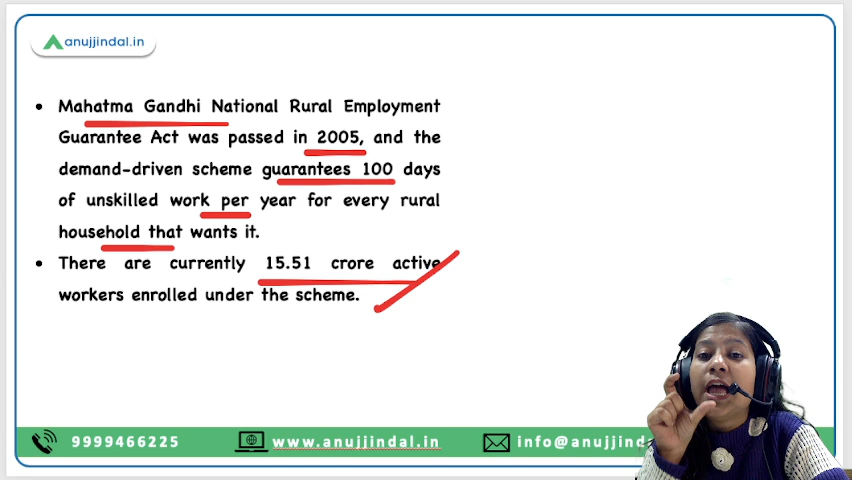 anujjindal.in
• Mahatma Gandhi National Rural Employment
Guarantee Act was passed in 2005, and the
demand-driven scheme guarantees 100 days
of unskilled work per year for every rural
household that wants it.
• There are currently 15.51 crore active
workers enrolled under the scheme.
9999466225 www.anujjindal.in info@anujjinda